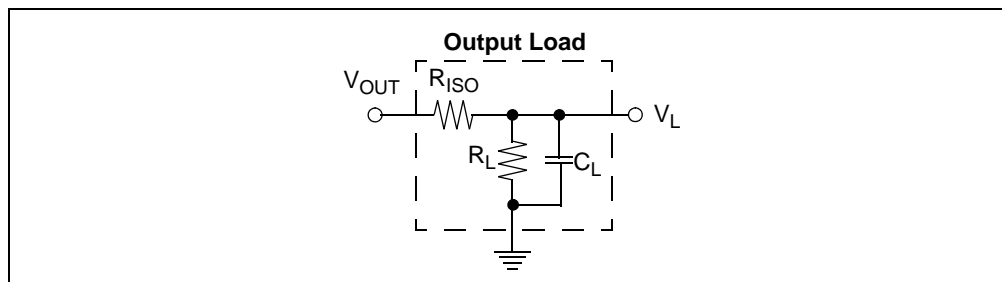 Output Load
V_OUT
R_ISO
V_L
R_L
C_L